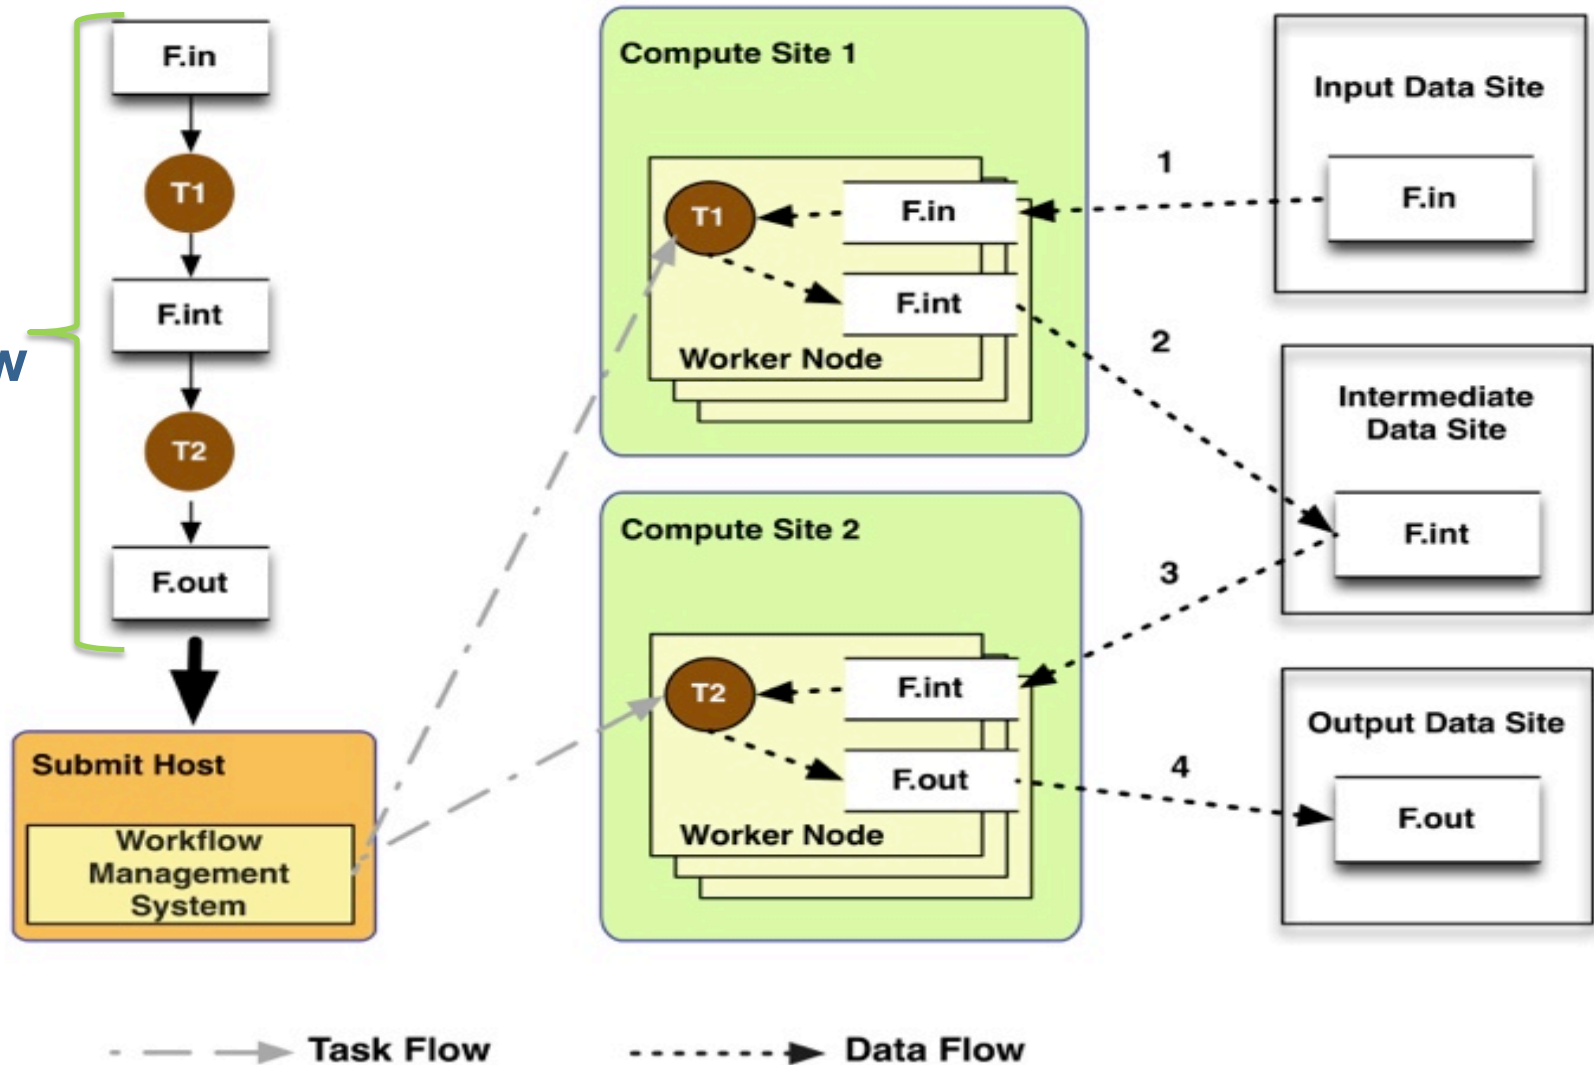 F.in
T1
F.int
T2
F.out
Submit Host
Workflow
Management
System
Compute Site 1
T1
F.in
F.int
Worker Node
Compute Site 2
T2
F.int
F.out
Worker Node
1
2
3
4
Input Data Site
F.in
Intermediate
Data Site
F.int
Output Data Site
F.out
Task Flow
Data Flow